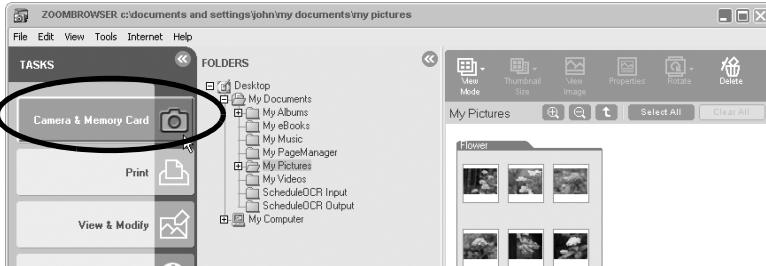 ZOOMBROWSER c:\documents and settings\john\my documents\my pictures
File Edit View Tools Internet Help
TASKS
Camera & Memory Card
Print
View & Modify
FOLDERS
Desktop
My Documents
My Albums
My eBooks
My Music
My PageManager
My Pictures
My Videos
ScheduleOCR Input
ScheduleOCR Output
My Computer
View Mode
Thumbnail Size
View Image
Properties
Rotate
Delete
My Pictures
Select All
Clear All
Flower